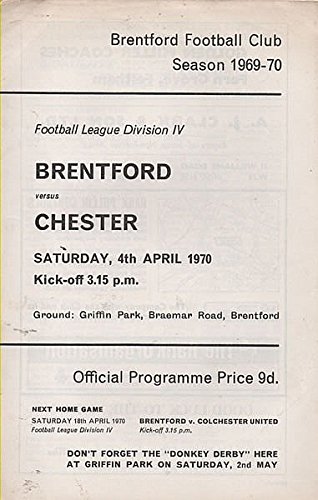 Brentford Football Club
Season 1969-70
Football League Division IV
BRENTFORD
versus
CHESTER
SATURDAY, 4th APRIL 1970
Kick-off 3.15 p.m.
Ground: Griffin Park, Braemar Road, Brentford
Official Programme Price 9d.
NEXT HOME GAME
SATURDAY 18th APRIL 1970 BRENTFORD v. COLCHESTER UNITED
Football League Division IV Kick-off 3.15 p.m.
DON'T FORGET THE "DONKEY DERBY" HERE
AT GRIFFIN PARK ON SATURDAY, 2nd MAY